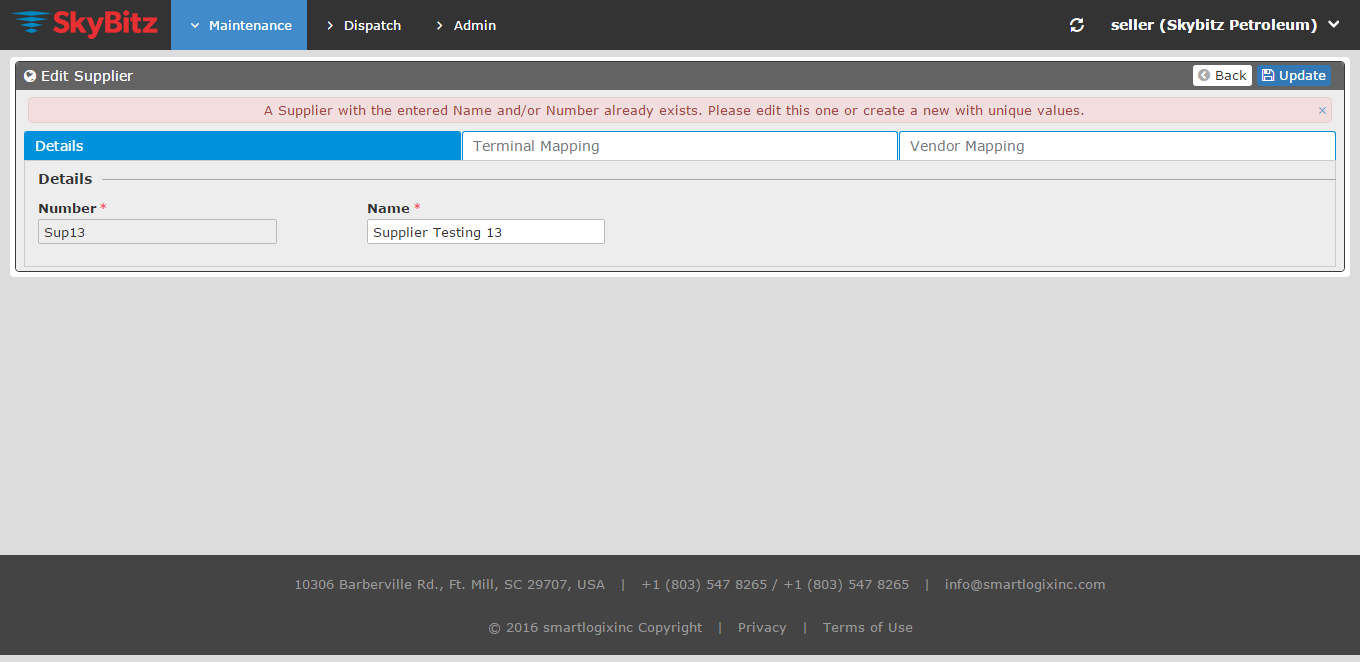 SkyBitz Maintenance Dispatch Admin seller (Skybitz Petroleum)
Edit Supplier Back Update
A Supplier with the entered Name and/or Number already exists. Please edit this one or create a new with unique values. ×
Details Terminal Mapping Vendor Mapping
Details
Number * Name *
Sup13 Supplier Testing 13
10306 Barberville Rd., Ft. Mill, SC 29707, USA | +1 (803) 547 8265 / +1 (803) 547 8265 | info@smartlogixinc.com
© 2016 smartlogixinc Copyright | Privacy | Terms of Use